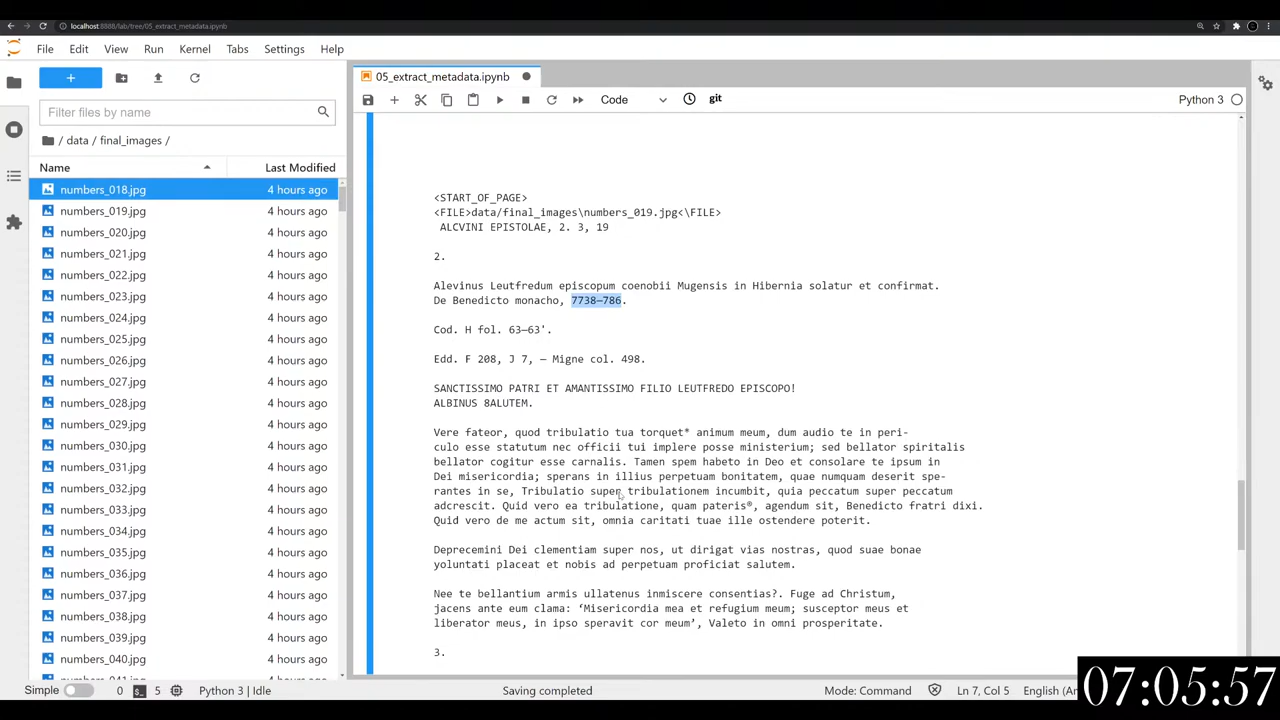 localhost:8888/lab/tree/05_extract_metadata.ipynb
File Edit View Run Kernel Tabs Settings Help
05_extract_metadata.ipynb
Code
git
Python 3
Filter files by name
/ data / final_images /
Name Last Modified
numbers_018.jpg 4 hours ago
numbers_019.jpg 4 hours ago
numbers_020.jpg 4 hours ago
numbers_021.jpg 4 hours ago
numbers_022.jpg 4 hours ago
numbers_023.jpg 4 hours ago
numbers_024.jpg 4 hours ago
numbers_025.jpg 4 hours ago
numbers_026.jpg 4 hours ago
numbers_027.jpg 4 hours ago
numbers_028.jpg 4 hours ago
numbers_029.jpg 4 hours ago
numbers_030.jpg 4 hours ago
numbers_031.jpg 4 hours ago
numbers_032.jpg 4 hours ago
numbers_033.jpg 4 hours ago
numbers_034.jpg 4 hours ago
numbers_035.jpg 4 hours ago
numbers_036.jpg 4 hours ago
numbers_037.jpg 4 hours ago
numbers_038.jpg 4 hours ago
numbers_039.jpg 4 hours ago
numbers_040.jpg 4 hours ago
<START_OF_PAGE>
<FILE>data/final_images\numbers_019.jpg<\FILE>
ALCVINI EPISTOLAE, 2. 3, 19
2.
Alevinus Leutfredum episcopum coenobii Mugensis in Hibernia solatur et confirmat.
De Benedicto monacho, 7738—786.
Cod. H fol. 63—63'.
Edd. F 208, J 7, — Migne col. 498.
SANCTISSIMO PATRI ET AMANTISSIMO FILIO LEUTFREDO EPISCOPO!
ALBINUS 8ALUTEM.
Vere fateor, quod tribulatio tua torquet* animum meum, dum audio te in peri-
culo esse statutum nec officii tui implere posse ministerium; sed bellator spiritalis
bellator cogitur esse carnalis. Tamen spem habeto in Deo et consolare te ipsum in
Dei misericordia; sperans in illius perpetuam bonitatem, quae numquam deserit spe-
rantes in se, Tribulatio super tribulationem incumbit, quia peccatum super peccatum
adcrescit. Quid vero ea tribulatione, quam pateris®, agendum sit, Benedicto fratri dixi.
Quid vero de me actum sit, omnia caritati tuae ille ostendere poterit.
Deprecemini Dei clementiam super nos, ut dirigat vias nostras, quod suae bonae
voluntati placeat et nobis ad perpetuam proficiat salutem.
Nee te bellantium armis ullatenus inmiscere consentias?. Fuge ad Christum,
jacens ante eum clama: ‘Misericordia mea et refugium meum; susceptor meus et
liberator meus, in ipso speravit cor meum’, Valeto in omni prosperitate.
3.
Simple 0 5 Python 3 | Idle Saving completed Mode: Command Ln 7, Col 5 English (Am
07:05:57